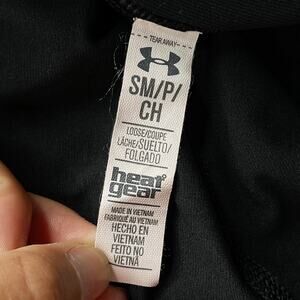 TEAR AWAY
SM/P/
CH
LOOSE/COUPE
LÂCHE/SUELTO/
FOLGADO
heat
gear
MADE IN VIETNAM
FABRIQUÉ AU VIETNAM
HECHO EN
VIETNAM
FEITO NO
VIETNÃ